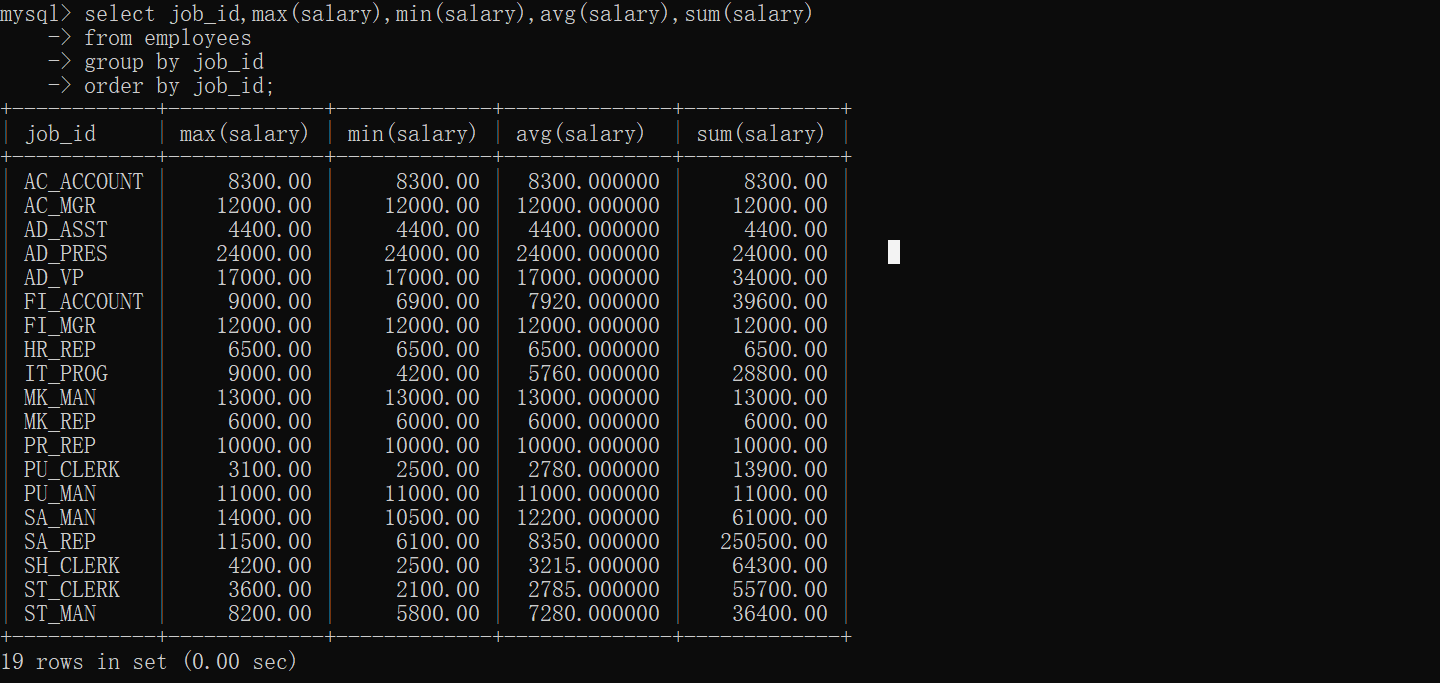 mysql> select job_id,max(salary),min(salary),avg(salary),sum(salary)
    -> from employees
    -> group by job_id
    -> order by job_id;
+------------+-------------+-------------+--------------+-------------+
| job_id     | max(salary) | min(salary) | avg(salary)  | sum(salary) |
+------------+-------------+-------------+--------------+-------------+
| AC_ACCOUNT |     8300.00 |     8300.00 |  8300.000000 |     8300.00 |
| AC_MGR     |    12000.00 |    12000.00 | 12000.000000 |    12000.00 |
| AD_ASST    |     4400.00 |     4400.00 |  4400.000000 |     4400.00 |
| AD_PRES    |    24000.00 |    24000.00 | 24000.000000 |    24000.00 |
| AD_VP      |    17000.00 |    17000.00 | 17000.000000 |    34000.00 |
| FI_ACCOUNT |     9000.00 |     6900.00 |  7920.000000 |    39600.00 |
| FI_MGR     |    12000.00 |    12000.00 | 12000.000000 |    12000.00 |
| HR_REP     |     6500.00 |     6500.00 |  6500.000000 |     6500.00 |
| IT_PROG    |     9000.00 |     4200.00 |  5760.000000 |    28800.00 |
| MK_MAN     |    13000.00 |    13000.00 | 13000.000000 |    13000.00 |
| MK_REP     |     6000.00 |     6000.00 |  6000.000000 |     6000.00 |
| PR_REP     |    10000.00 |    10000.00 | 10000.000000 |    10000.00 |
| PU_CLERK   |     3100.00 |     2500.00 |  2780.000000 |    13900.00 |
| PU_MAN     |    11000.00 |    11000.00 | 11000.000000 |    11000.00 |
| SA_MAN     |    14000.00 |    10500.00 | 12200.000000 |    61000.00 |
| SA_REP     |    11500.00 |     6100.00 |  8350.000000 |   250500.00 |
| SH_CLERK   |     4200.00 |     2500.00 |  3215.000000 |    64300.00 |
| ST_CLERK   |     3600.00 |     2100.00 |  2785.000000 |    55700.00 |
| ST_MAN     |     8200.00 |     5800.00 |  7280.000000 |    36400.00 |
+------------+-------------+-------------+--------------+-------------+
19 rows in set (0.00 sec)